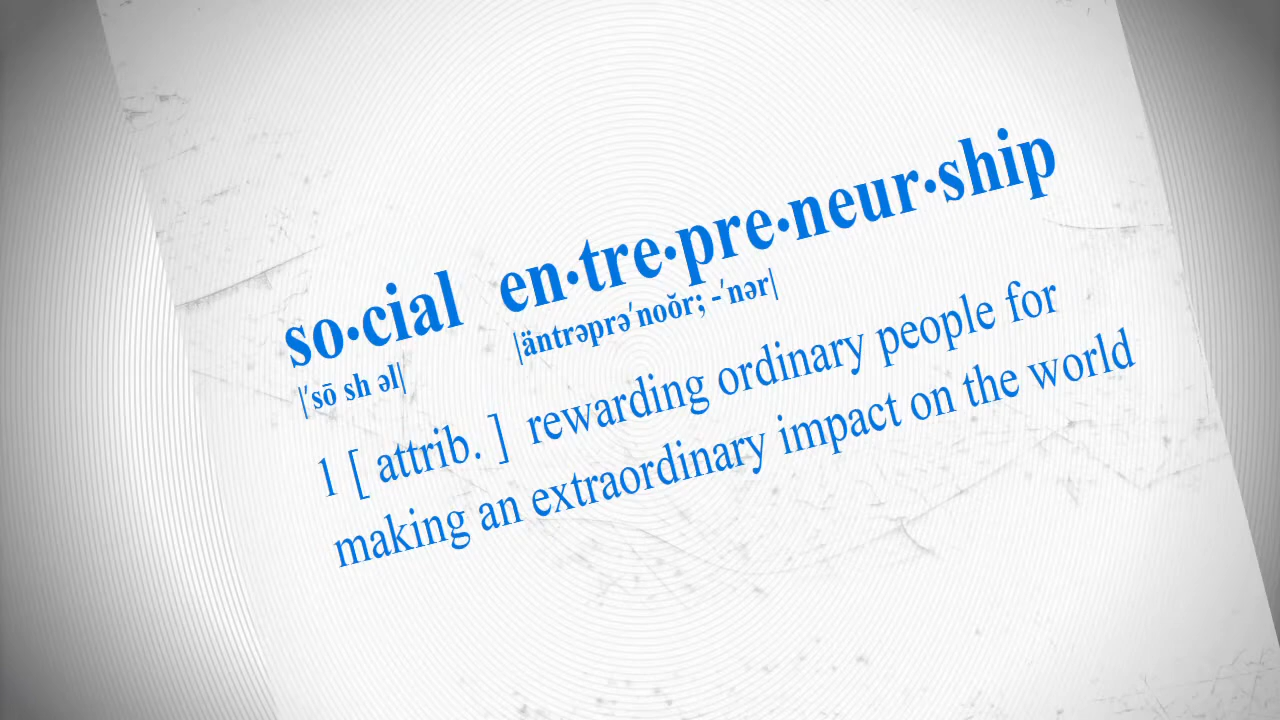 so·cial en·tre·pre·neur·ship
|ˈsō sh əl| |äntrəprəˈnoŏr; -ˈnər|
1 [ attrib. ] rewarding ordinary people for
making an extraordinary impact on the world